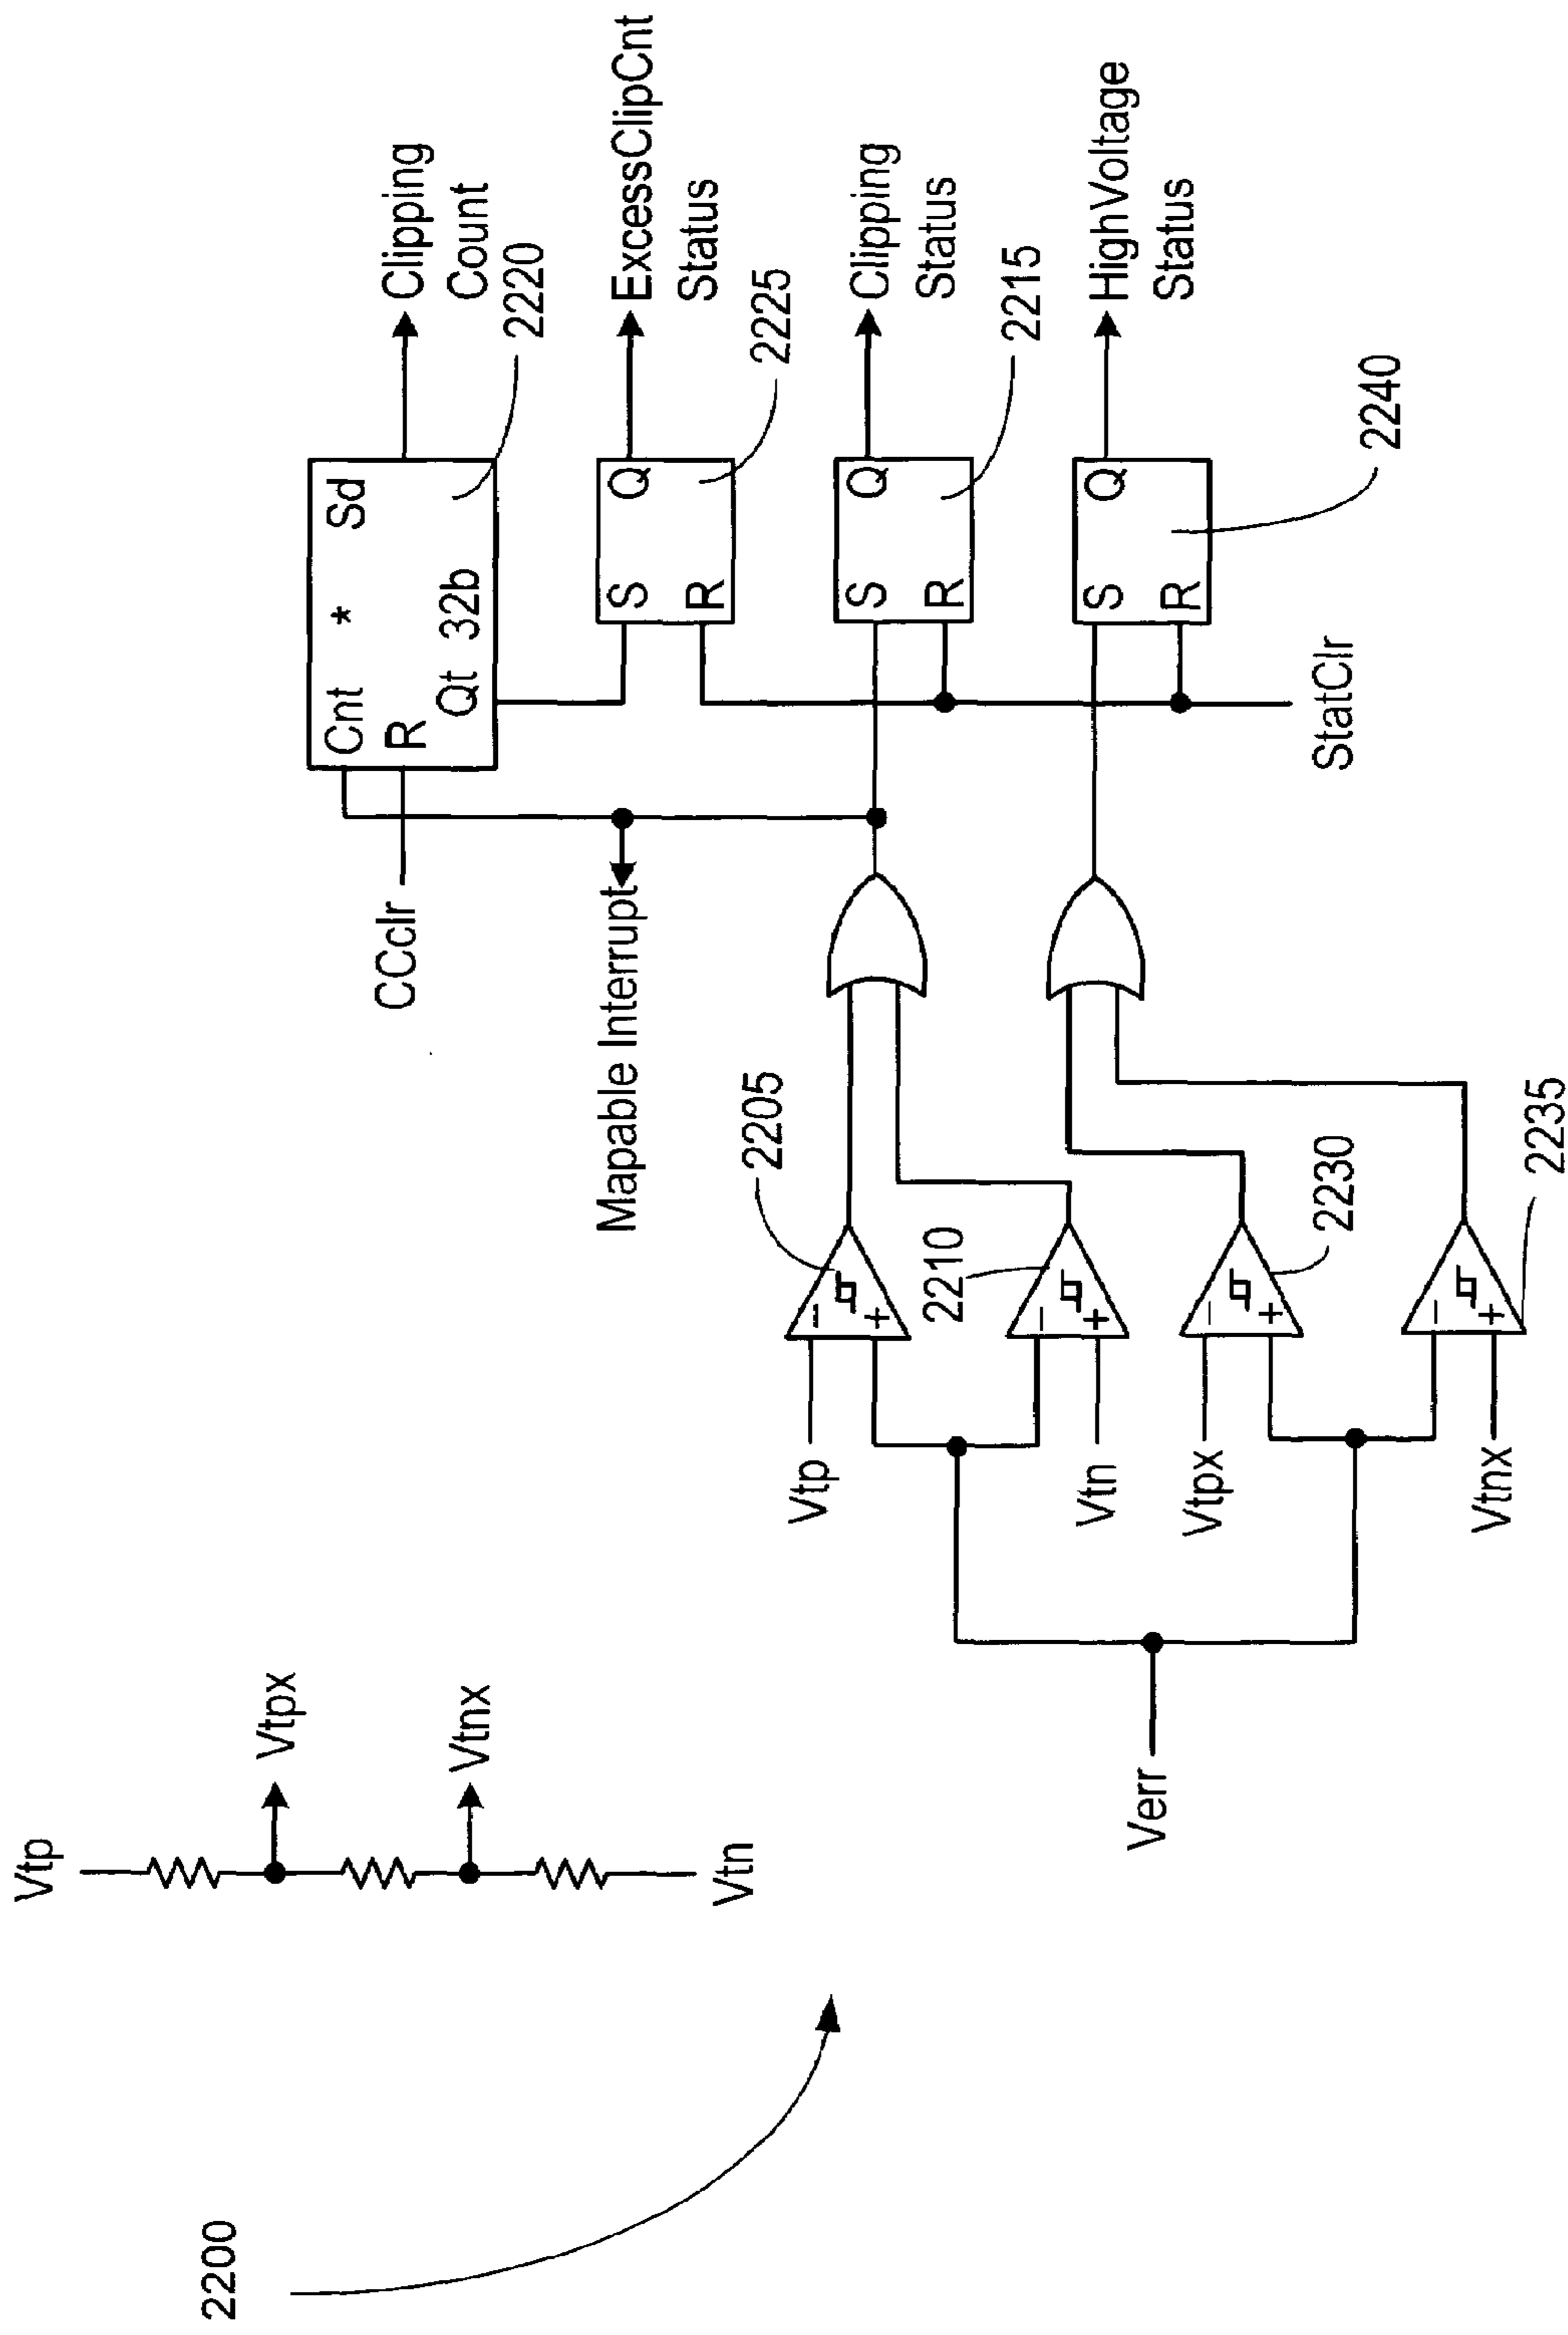 2200
Vtp
Vtpx
Vtnx
Vtn
Verr
Vtp
Vtn
Vtpx
Vtnx
-
+
-
+
-
+
-
+
2205
2210
2230
2235
CCclr
Mapable Interrupt
StatClr
Cnt * Sd
R
Qt 32b
S Q
R
S Q
R
S Q
R
Clipping
Count
2220
ExcessClipCnt
Status
2225
Clipping
Status
2215
HighVoltage
Status
2240